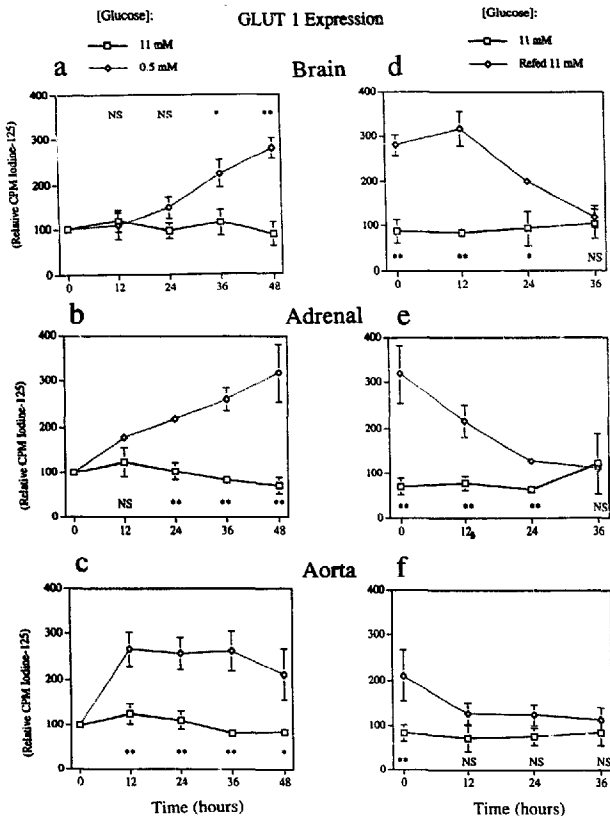 [Glucose]: GLUT 1 Expression [Glucose]:
11 mM 11 mM
0.5 mM Refed 11 mM
a Brain d
(Relative CPM Iodine-125)
400 400
300 300
200 200
100 100
0 0
NS NS * **
** ** * NS
0 12 24 36 48 0 12 24 36
b Adrenal e
(Relative CPM Iodine-125)
400 400
300 300
200 200
100 100
0 0
NS ** ** ** ** ** ** NS
0 12 24 36 48 0 12 24 36
c Aorta f
(Relative CPM Iodine-125)
400 400
300 300
200 200
100 100
0 0
** ** ** * ** NS NS NS
0 12 24 36 48 0 12 24 36
Time (hours) Time (hours)